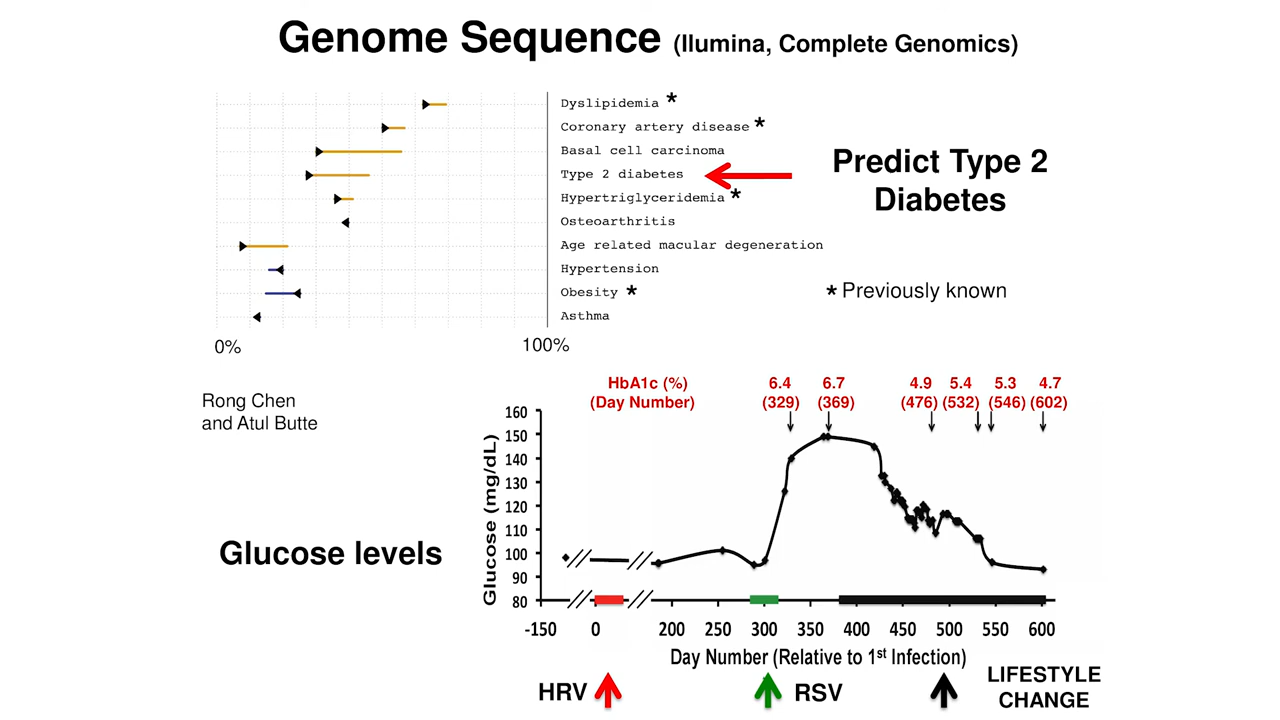 Genome Sequence (Ilumina, Complete Genomics)
Dyslipidemia *
Coronary artery disease *
Basal cell carcinoma
Type 2 diabetes
Hypertriglyceridemia *
Osteoarthritis
Age related macular degeneration
Hypertension
Obesity *
Asthma
0% 100%
Predict Type 2
Diabetes
* Previously known
Rong Chen
and Atul Butte
Glucose levels
HbA1c (%) 6.4 6.7 4.9 5.4 5.3 4.7
(Day Number) (329) (369) (476) (532) (546) (602)
Glucose (mg/dL)
160
150
140
130
120
110
100
90
80
-150 0 200 250 300 350 400 450 500 550 600
Day Number (Relative to 1st Infection)
HRV RSV LIFESTYLE
CHANGE